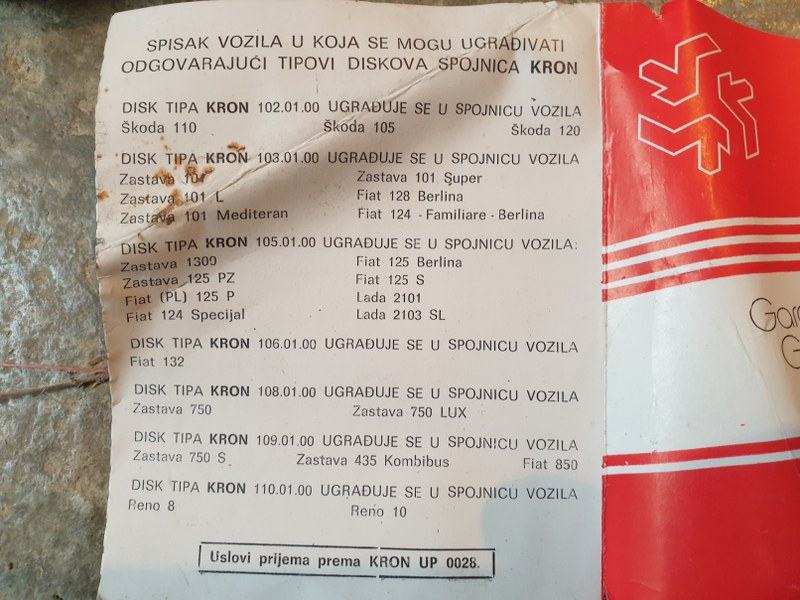 SPISAK VOZILA U KOJA SE MOGU UGRAĐIVATI
ODGOVARAJUĆI TIPOVI DISKOVA SPOJNICA KRON
DISK TIPA KRON 102.01.00 UGRAĐUJE SE U SPOJNICU VOZILA
Škoda 110 Škoda 105 Škoda 120
DISK TIPA KRON 103.01.00 UGRAĐUJE SE U SPOJNICU VOZILA
Zastava 101 Zastava 101 Super
Zastava 101 L Fiat 128 Berlina
Zastava 101 Mediteran Fiat 124 - Familiare - Berlina
DISK TIPA KRON 105.01.00 UGRAĐUJE SE U SPOJNICU VOZILA:
Zastava 1300 Fiat 125 Berlina
Zastava 125 PZ Fiat 125 S
Fiat (PL) 125 P Lada 2101
Fiat 124 Specijal Lada 2103 SL
DISK TIPA KRON 106.01.00 UGRAĐUJE SE U SPOJNICU VOZILA
Fiat 132
DISK TIPA KRON 108.01.00 UGRAĐUJE SE U SPOJNICU VOZILA
Zastava 750 Zastava 750 LUX
DISK TIPA KRON 109.01.00 UGRAĐUJE SE U SPOJNICU VOZILA
Zastava 750 S Zastava 435 Kombibus Fiat 850
DISK TIPA KRON 110.01.00 UGRAĐUJE SE U SPOJNICU VOZILA
Reno 8 Reno 10
Uslovi prijema prema KRON UP 0028.